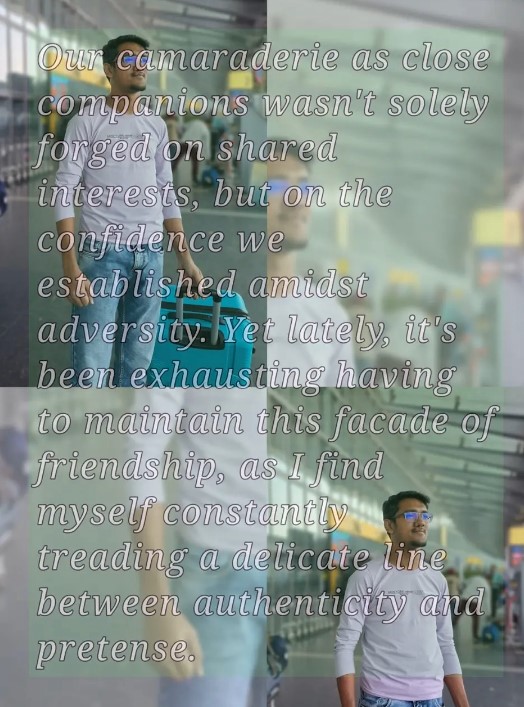 Our camaraderie as close
companions wasn't solely
forged on shared
interests, but on the
confidence we
established amidst
adversity. Yet lately, it's
been exhausting having
to maintain this facade of
friendship, as I find
myself constantly
treading a delicate line
between authenticity and
pretense.